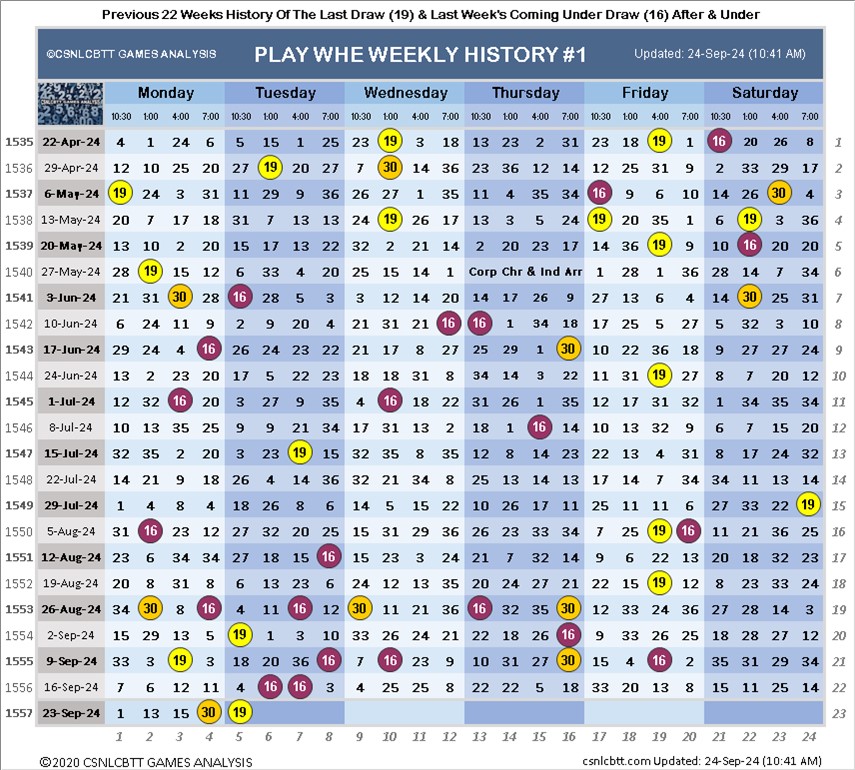 Previous 22 Weeks History Of The Last Draw (19) & Last Week's Coming Under Draw (16) After & Under
©CSNLCBTT GAMES ANALYSIS PLAY WHE WEEKLY HISTORY #1 Updated: 24-Sep-24 (10:41 AM)
CSNLCBTT GAMES ANALYSIS Monday Tuesday Wednesday Thursday Friday Saturday
10:30 1:00 4:00 7:00 10:30 1:00 4:00 7:00 10:30 1:00 4:00 7:00 10:30 1:00 4:00 7:00 10:30 1:00 4:00 7:00 10:30 1:00 4:00 7:00
1535 22-Apr-24 4 1 24 6 5 15 1 25 23 19 3 18 13 23 2 31 23 18 19 1 16 20 26 8 1
1536 29-Apr-24 12 10 25 20 27 19 20 27 7 30 14 36 23 36 12 14 12 25 31 9 2 33 29 17 2
1537 6-May-24 19 24 3 31 11 29 9 36 26 27 1 35 11 4 35 34 16 9 6 10 14 26 30 4 3
1538 13-May-24 20 7 17 18 31 7 13 13 24 19 26 17 13 3 5 24 19 20 35 1 22 19 3 36 4
1539 20-May-24 13 10 2 20 15 17 13 22 32 2 21 14 2 20 23 17 14 36 19 9 10 16 20 20 5
1540 27-May-24 28 19 15 12 6 33 4 20 25 15 14 1 Corp Chr & Ind Arr 1 28 1 36 28 14 7 34 6
1541 3-Jun-24 21 31 30 28 16 28 5 3 3 12 14 20 14 17 26 9 27 13 6 4 14 30 25 31 7
1542 10-Jun-24 6 24 11 9 2 9 20 4 21 31 21 16 16 1 34 18 17 25 5 27 5 32 3 10 8
1543 17-Jun-24 29 24 4 16 26 24 23 22 21 17 8 27 25 29 1 30 10 22 36 18 9 27 27 24 9
1544 24-Jun-24 13 2 23 20 17 5 22 23 18 18 31 8 34 14 3 22 11 31 19 27 8 7 20 12 10
1545 1-Jul-24 12 32 16 20 3 27 9 35 4 16 18 22 31 26 1 35 12 17 31 32 1 34 35 34 11
1546 8-Jul-24 10 13 35 25 9 9 21 34 17 31 13 2 18 1 16 14 10 13 32 9 6 7 15 20 12
1547 15-Jul-24 32 35 2 20 3 23 19 15 32 8 35 35 12 8 14 23 22 13 4 31 8 17 24 32 13
1548 22-Jul-24 14 21 9 18 26 4 14 36 32 21 34 8 25 13 14 13 7 27 17 34 34 11 13 14 14
1549 29-Jul-24 1 4 8 4 18 26 8 6 14 5 15 22 10 26 17 11 25 11 11 6 27 33 22 19 15
1550 5-Aug-24 31 16 23 12 27 32 20 25 15 31 29 36 26 23 33 34 7 25 19 16 11 21 36 25 16
1551 12-Aug-24 23 6 34 34 27 18 15 16 15 23 3 24 21 7 32 14 9 6 22 13 20 18 32 23 17
1552 19-Aug-24 20 8 31 8 6 13 23 6 24 12 13 35 20 24 27 21 22 15 19 12 8 23 33 24 18
1553 26-Aug-24 34 30 8 16 4 11 16 12 30 11 21 36 16 32 35 30 12 33 24 36 27 28 14 3 19
1554 2-Sep-24 15 29 13 5 19 1 3 10 33 26 24 21 22 18 26 16 9 33 26 25 18 28 27 12 20
1555 9-Sep-24 33 3 19 3 18 20 36 16 7 16 23 9 10 31 27 30 15 4 16 2 35 31 29 34 21
1556 16-Sep-24 7 6 12 11 4 16 16 3 4 25 25 8 22 22 5 18 33 20 13 8 15 11 25 14 22
1557 23-Sep-24 1 13 15 30 19 23
1 2 3 4 5 6 7 8 9 10 11 12 13 14 15 16 17 18 19 20 21 22 23 24
©2020 CSNLCBTT GAMES ANALYSIS csnlcbtt.com Updated: 24-Sep-24 (10:41 AM)